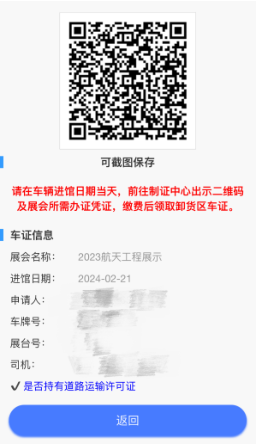 可截图保存
请在车辆进馆日期当天，前往制证中心出示二维码
及展会所需办证凭证，缴费后领取卸货区车证。
车证信息
展会名称： 2023航天工程展示
进馆日期： 2024-02-21
申请人：
车牌号：
展台号：
司机：
是否持有道路运输许可证
返回